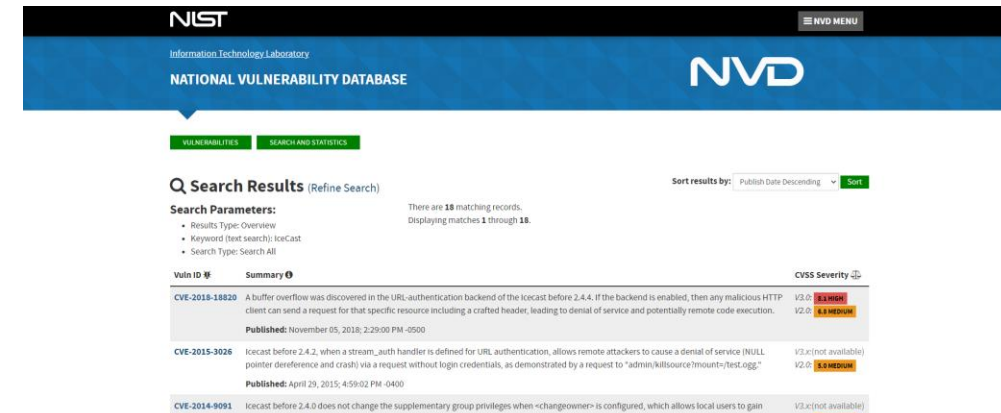 NIST
NVD MENU
Information Technology Laboratory
NATIONAL VULNERABILITY DATABASE
NVD
VULNERABILITIES
SEARCH AND STATISTICS
Search Results (Refine Search)
Sort results by: Publish Date Descending Sort
Search Parameters:
There are 18 matching records.
Displaying matches 1 through 18.
• Results Type: Overview
• Keyword (text search): IceCast
• Search Type: Search All
Vuln ID Summary CVSS Severity
CVE-2018-18820 A buffer overflow was discovered in the URL-authentication backend of the Icecast before 2.4.4. If the backend is enabled, then any malicious HTTP V3.0: 8.1 HIGH
client can send a request for that specific resource including a crafted header, leading to denial of service and potentially remote code execution. V2.0: 6.8 MEDIUM
Published: November 05, 2018; 2:29:00 PM -0500
CVE-2015-3026 Icecast before 2.4.2, when a stream_auth handler is defined for URL authentication, allows remote attackers to cause a denial of service (NULL V3.x:(not available)
pointer dereference and crash) via a request without login credentials, as demonstrated by a request to "admin/killsource?mount=/test.ogg." V2.0: 5.0 MEDIUM
Published: April 29, 2015; 4:59:02 PM -0400
CVE-2014-9091 Icecast before 2.4.0 does not change the supplementary group privileges when <changeowner> is configured, which allows local users to gain V3.x:(not available)